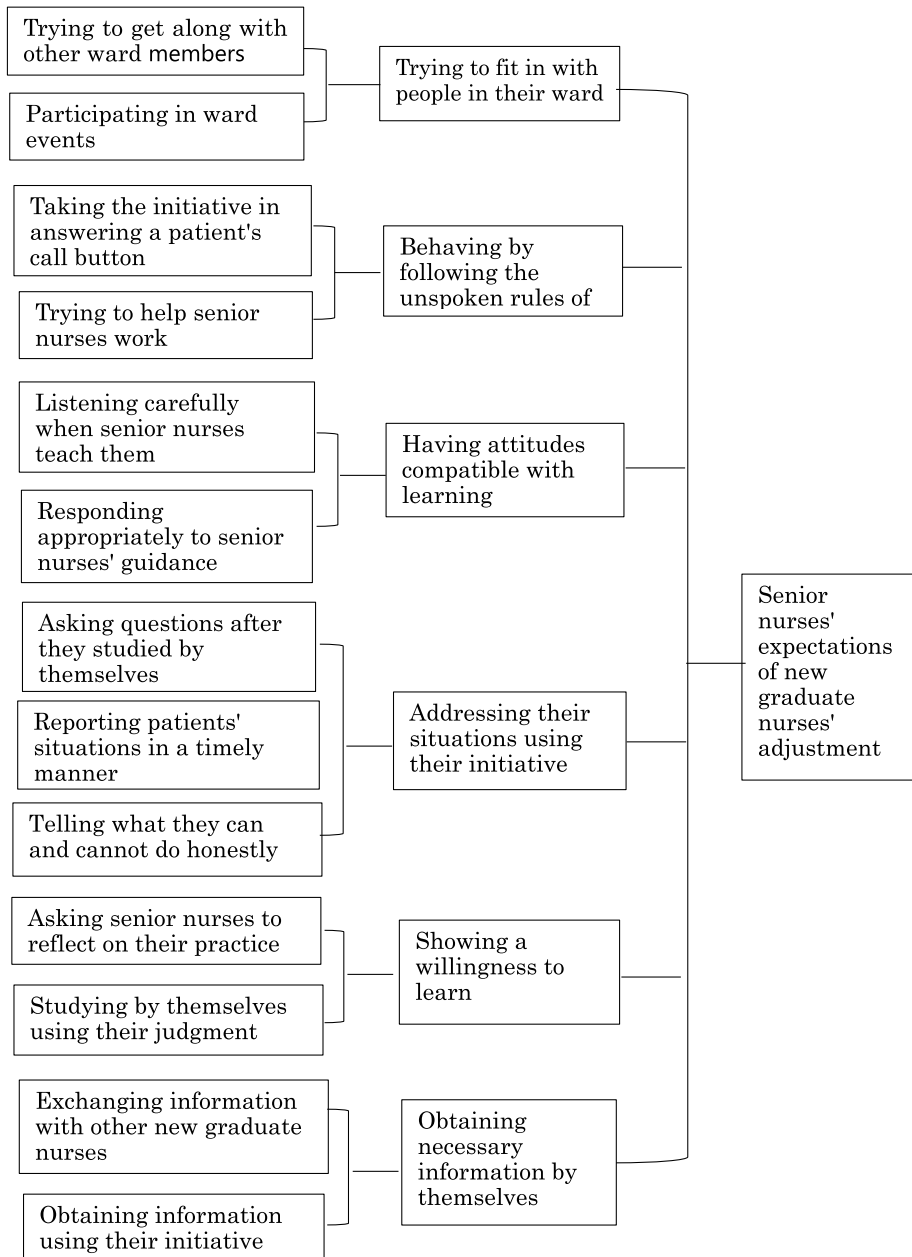 Trying to get along with
other ward members
Participating in ward
events
Trying to fit in with
people in their ward
Taking the initiative in
answering a patient's
call button
Trying to help senior
nurses work
Behaving by
following the
unspoken rules of
Listening carefully
when senior nurses
teach them
Responding
appropriately to senior
nurses' guidance
Having attitudes
compatible with
learning
Asking questions after
they studied by
themselves
Reporting patients'
situations in a timely
manner
Telling what they can
and cannot do honestly
Addressing their
situations using
their initiative
Asking senior nurses to
reflect on their practice
Studying by themselves
using their judgment
Showing a
willingness to
learn
Exchanging information
with other new graduate
nurses
Obtaining information
using their initiative
Obtaining
necessary
information by
themselves
Senior
nurses'
expectations
of new
graduate
nurses'
adjustment